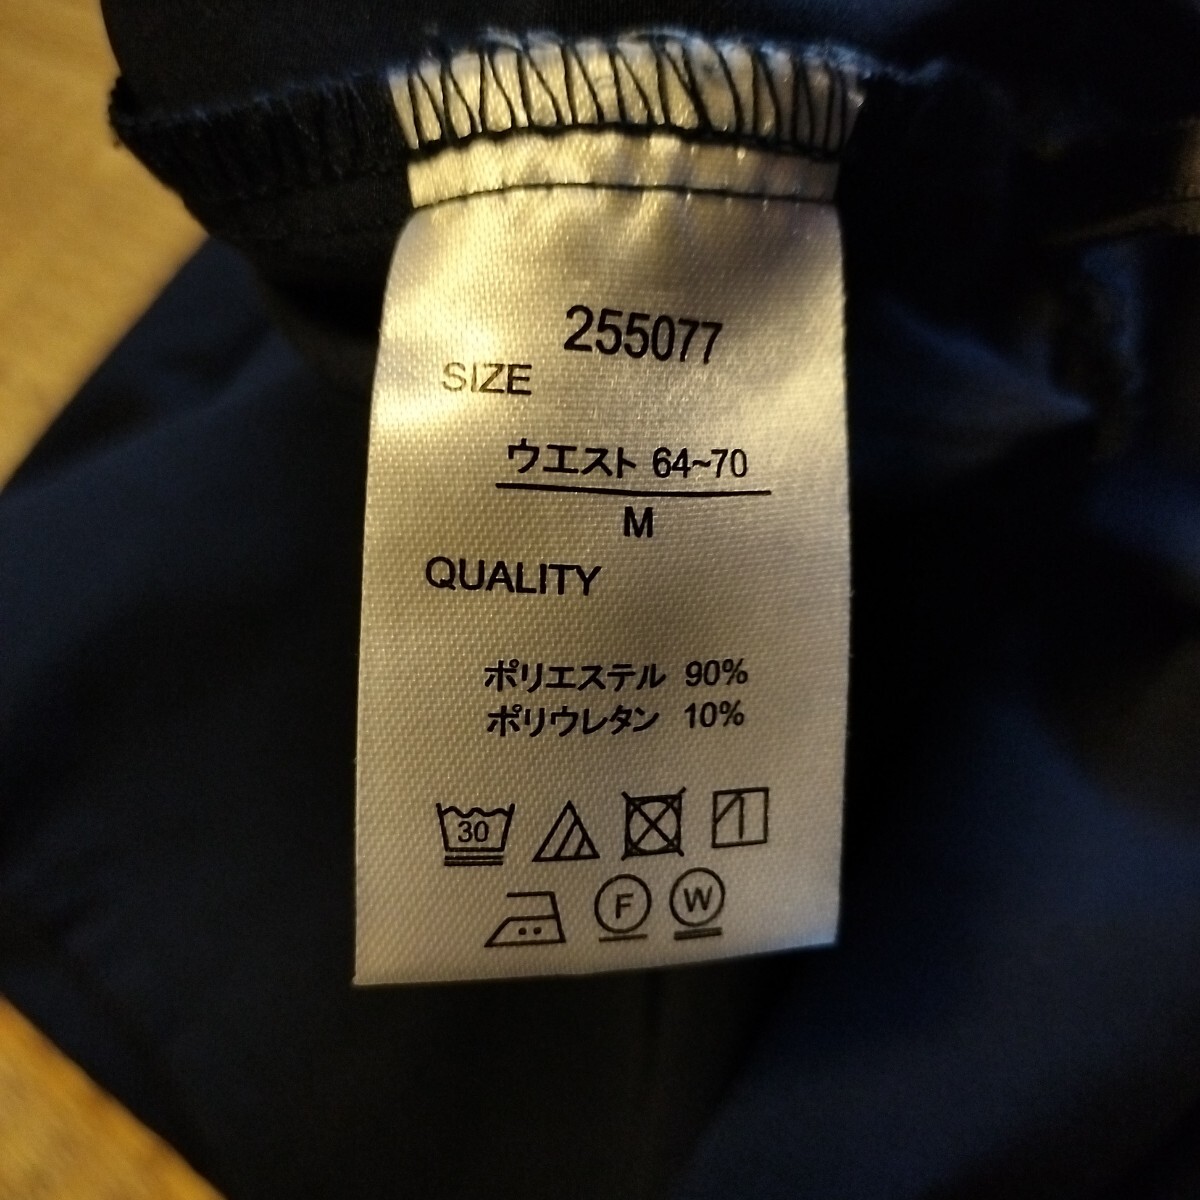 255077
SIZE
ウエスト 64~70
M
QUALITY
ポリエステル 90%
ポリウレタン 10%
30
F W